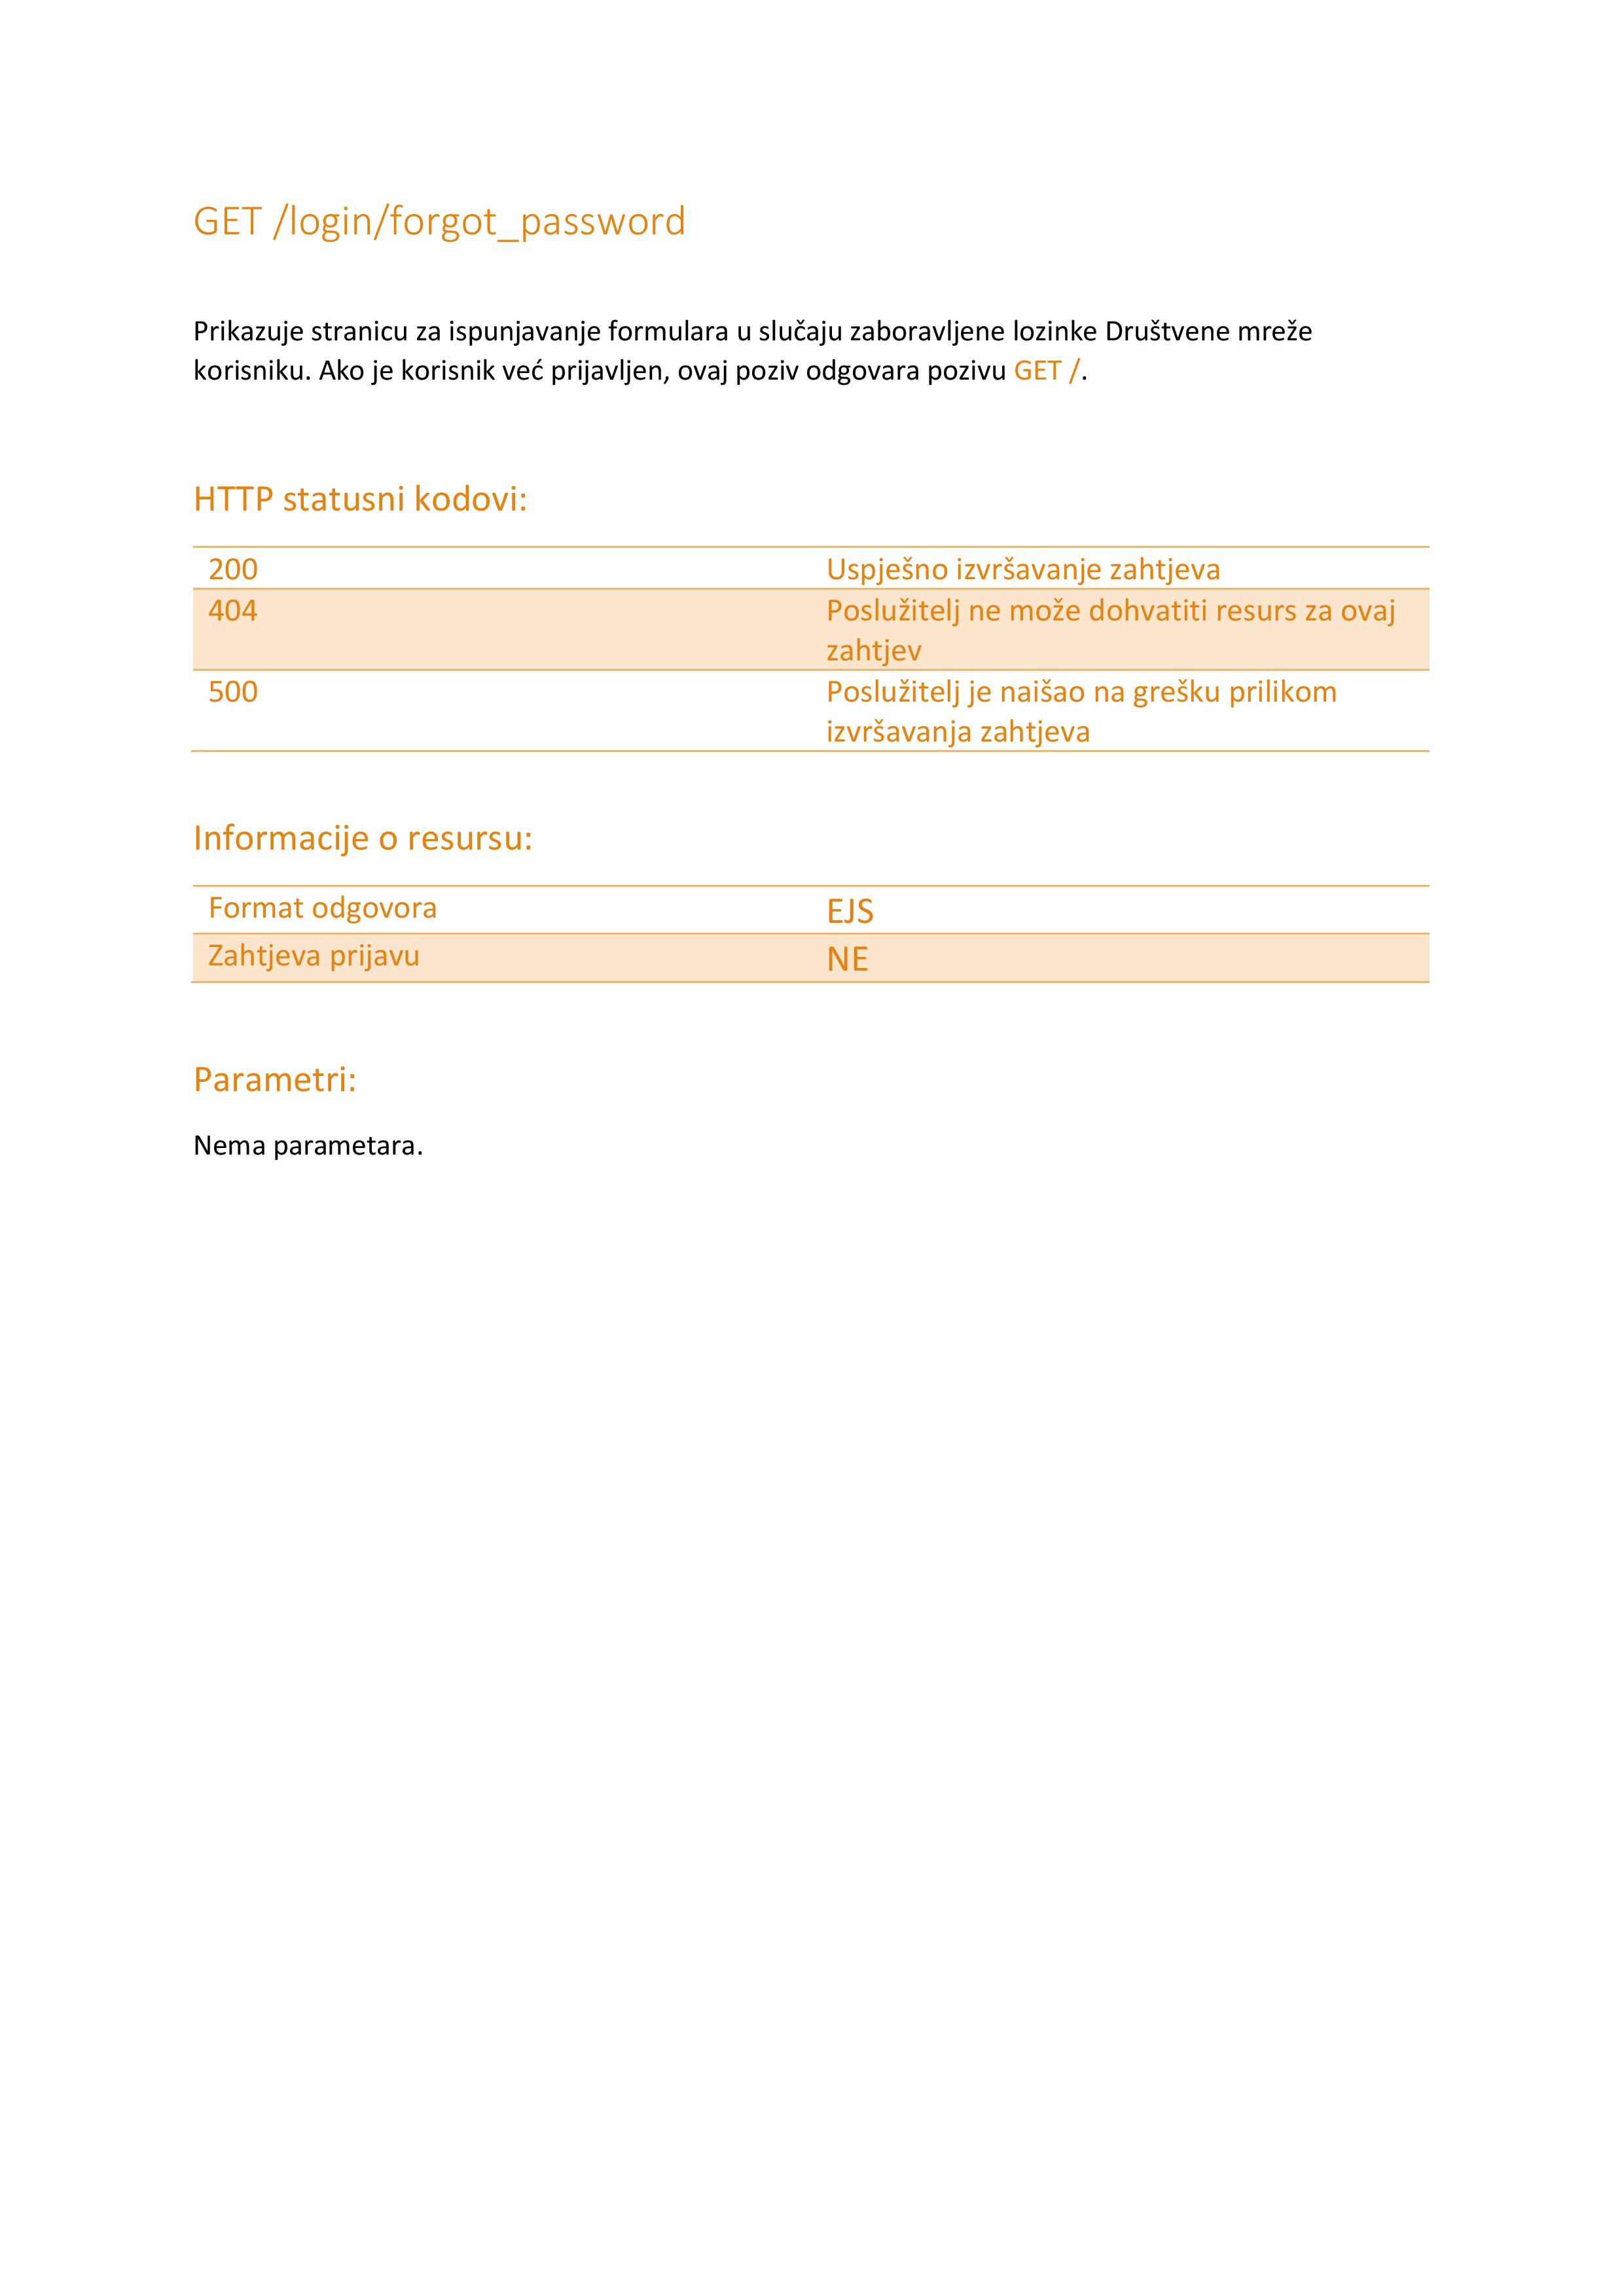 GET /login/forgot_password
Prikazuje stranicu za ispunjavanje formulara u slučaju zaboravljene lozinke Društvene mreže
korisniku. Ako je korisnik već prijavljen, ovaj poziv odgovara pozivu GET /.
HTTP statusni kodovi:
200 Uspješno izvršavanje zahtjeva
404 Poslužitelj ne može dohvatiti resurs za ovaj
zahtjev
500 Poslužitelj je naišao na grešku prilikom
izvršavanja zahtjeva
Informacije o resursu:
Format odgovora EJS
Zahtjeva prijavu NE
Parametri:
Nema parametara.